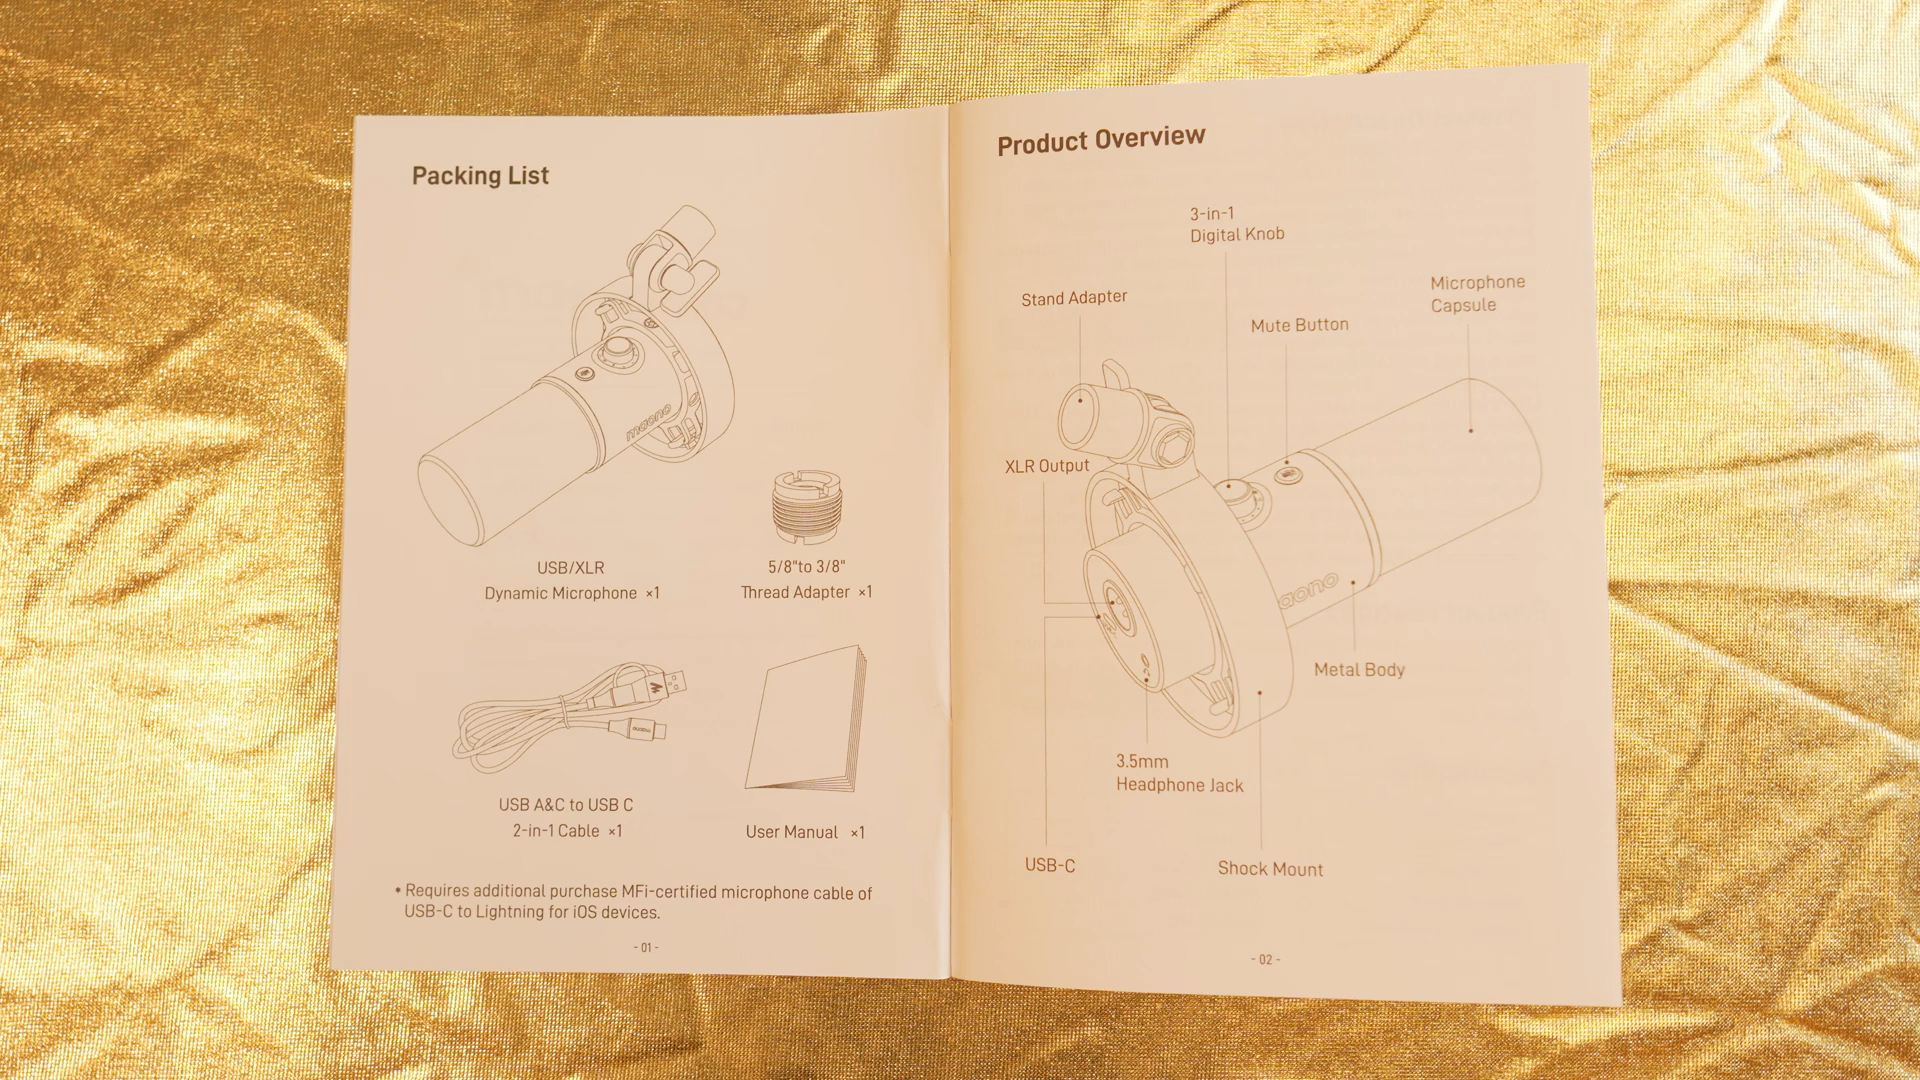 Packing List
maono
USB/XLR
Dynamic Microphone ×1
5/8"to 3/8"
Thread Adapter ×1
maono
USB A&C to USB C
2-in-1 Cable ×1
User Manual ×1
• Requires additional purchase MFi-certified microphone cable of
USB-C to Lightning for iOS devices.
- 01 -
Product Overview
3-in-1
Digital Knob
Stand Adapter
Mute Button
Microphone
Capsule
XLR Output
aono
Metal Body
3.5mm
Headphone Jack
USB-C
Shock Mount
- 02 -